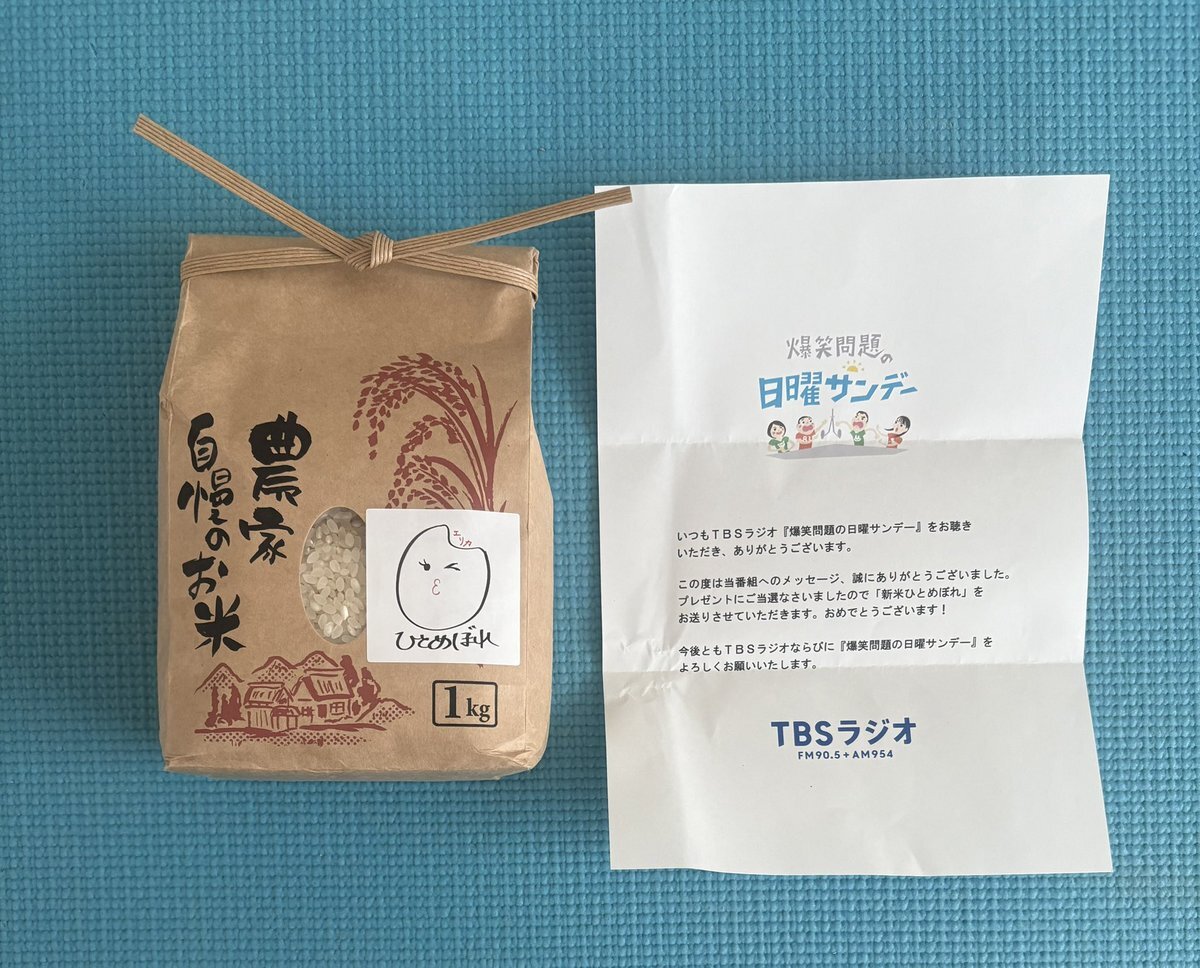 農家
自慢のお米
エリカ
ひとめぼれ
1kg
爆笑問題の
日曜サンデー
いつもTBSラジオ『爆笑問題の日曜サンデー』をお聴き
いただき、ありがとうございます。
この度は当番組へのメッセージ、誠にありがとうございました。
プレゼントにご当選なさいましたので「新米ひとめぼれ」を
お送りさせていただきます。おめでとうございます！
今後ともTBSラジオならびに『爆笑問題の日曜サンデー』を
よろしくお願いいたします。
TBSラジオ
FM90.5+AM954